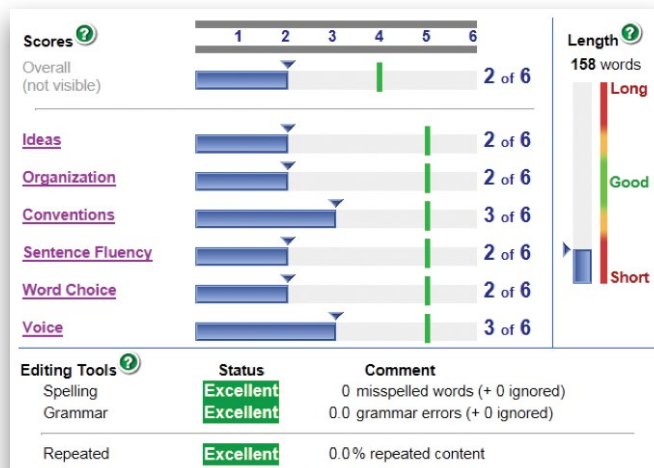 Scores ?
1 2 3 4 5 6
Overall
(not visible)
2 of 6
Ideas 2 of 6
Organization 2 of 6
Conventions 3 of 6
Sentence Fluency 2 of 6
Word Choice 2 of 6
Voice 3 of 6
Length ?
158 words
Long
Good
Short
Editing Tools ? Status Comment
Spelling Excellent 0 misspelled words (+ 0 ignored)
Grammar Excellent 0.0 grammar errors (+ 0 ignored)
Repeated Excellent 0.0% repeated content